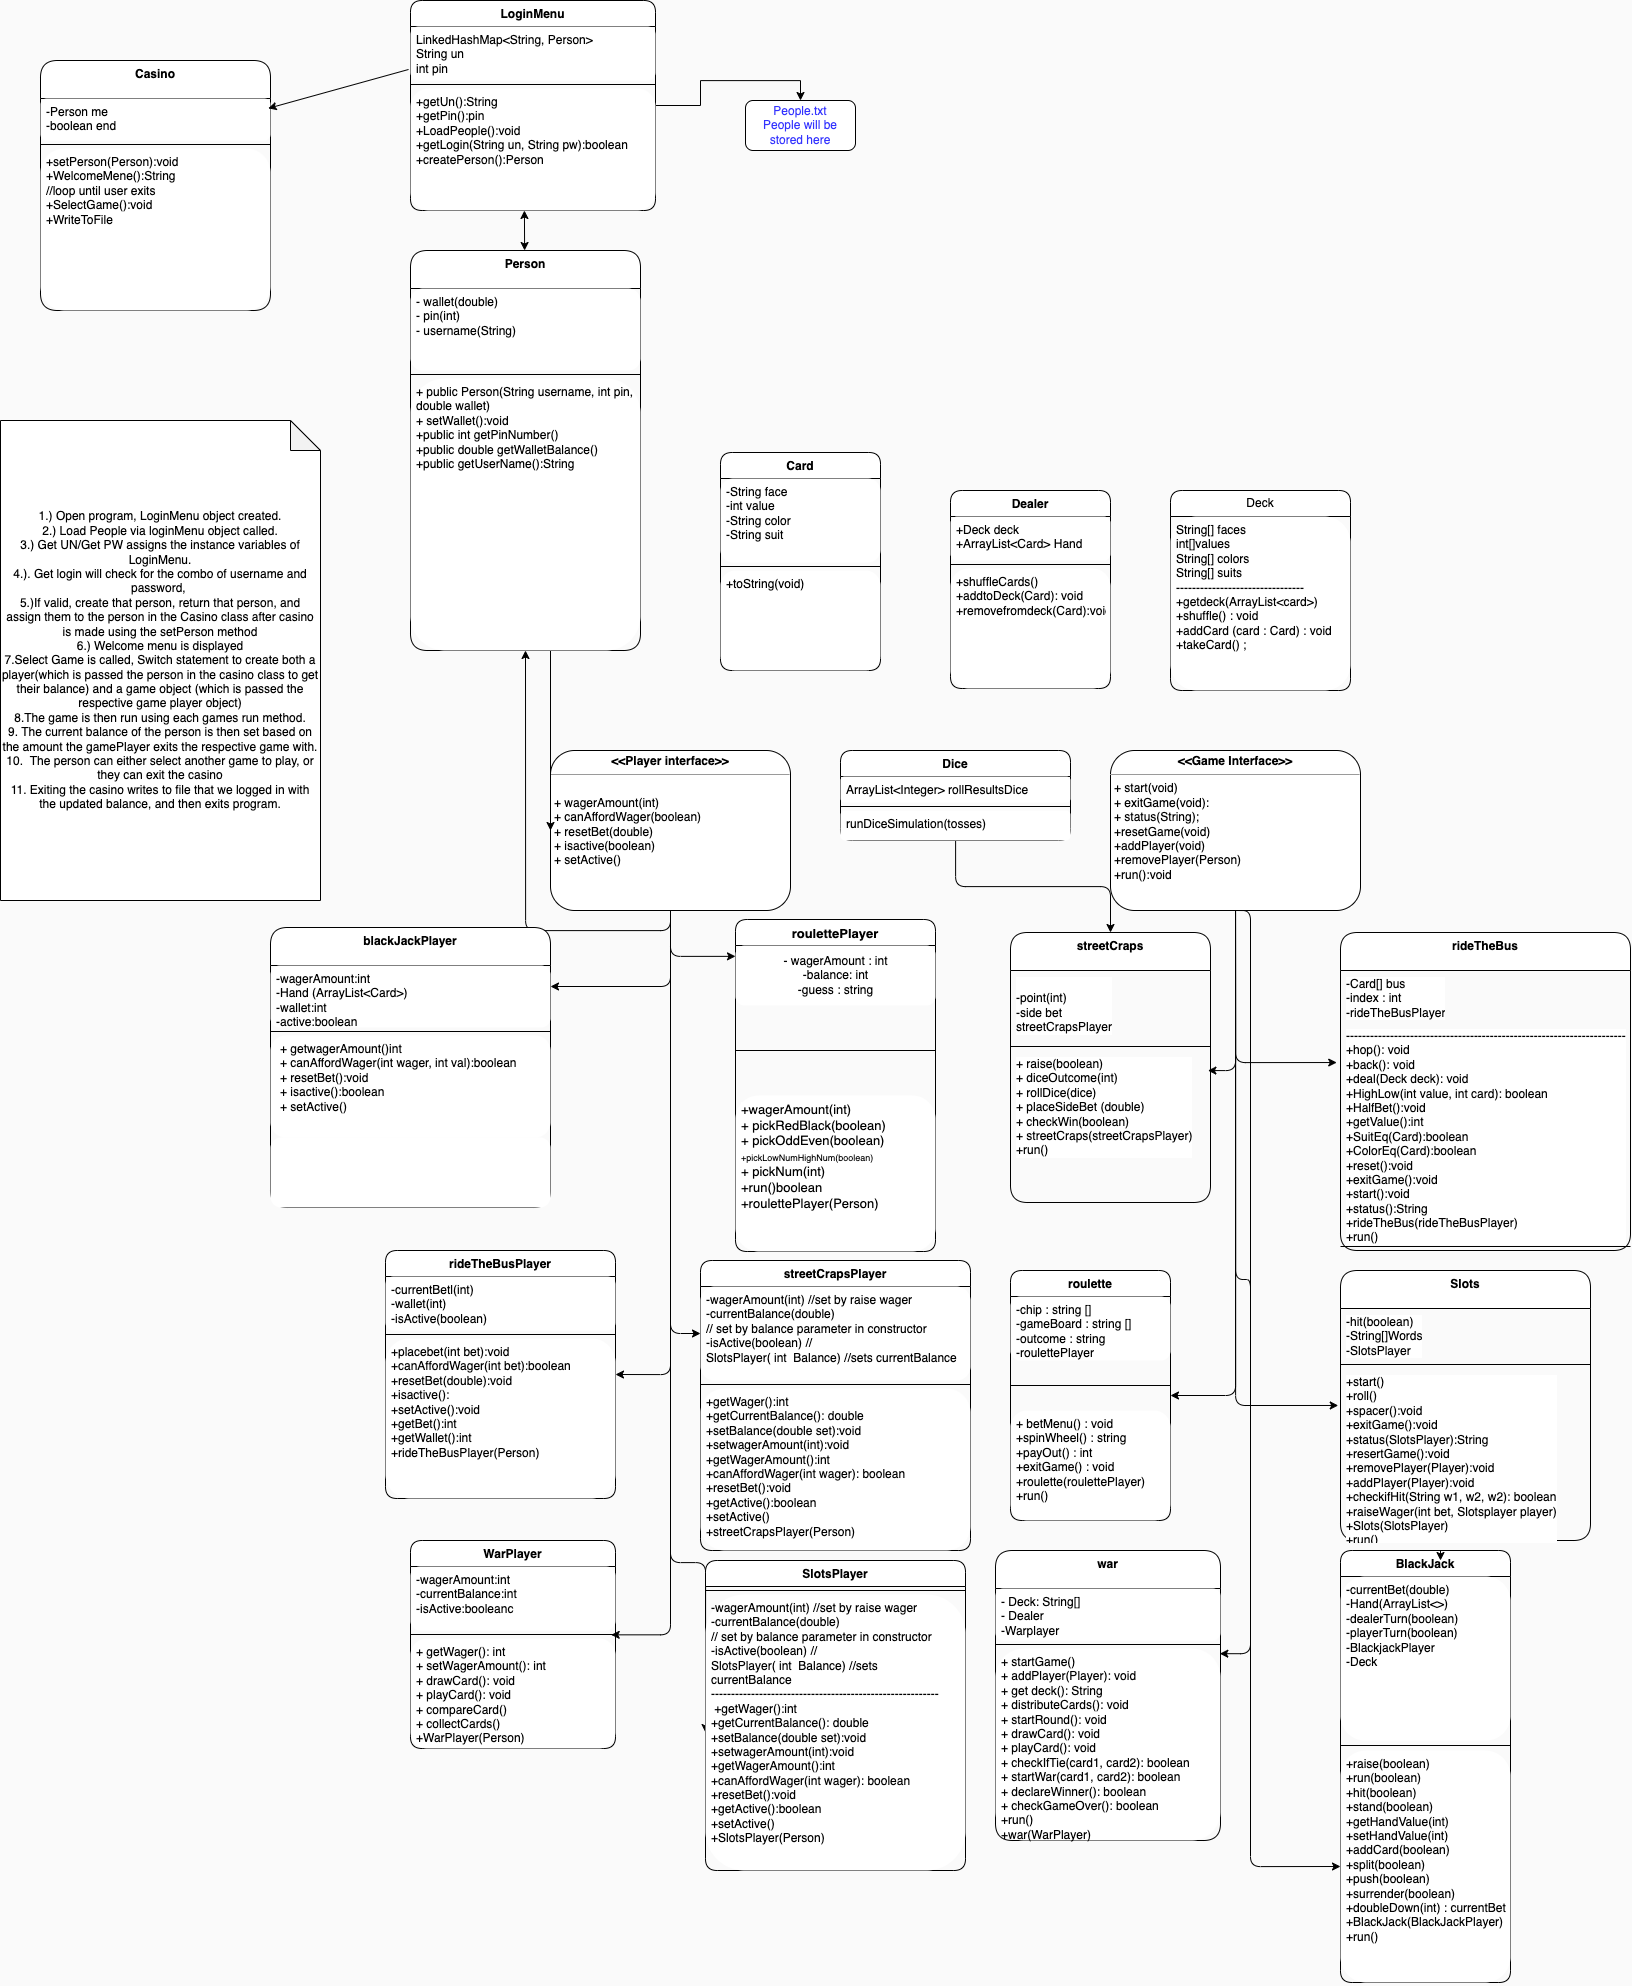 LoginMenu
LinkedHashMap<String, Person>
String un
int pin
+getUn():String
+getPin():pin
+LoadPeople():void
+getLogin(String un, String pw):boolean
+createPerson():Person
Casino
-Person me
-boolean end
+setPerson(Person):void
+WelcomeMene():String
//loop until user exits
+SelectGame():void
+WriteToFile
People.txt
People will be
stored here
Person
- wallet(double)
- pin(int)
- username(String)
+ public Person(String username, int pin,
double wallet)
+ setWallet():void
+public int getPinNumber()
+public double getWalletBalance()
+public getUserName():String
1.) Open program, LoginMenu object created.
2.) Load People via loginMenu object called.
3.) Get UN/Get PW assigns the instance variables of
LoginMenu.
4.). Get login will check for the combo of username and
password,
5.)If valid, create that person, return that person, and
assign them to the person in the Casino class after casino
is made using the setPerson method
6.) Welcome menu is displayed
7.Select Game is called, Switch statement to create both a
player(which is passed the person in the casino class to get
their balance) and a game object (which is passed the
respective game player object)
8.The game is then run using each games run method.
9. The current balance of the person is then set based on
the amount the gamePlayer exits the respective game with.
10.  The person can either select another game to play, or
they can exit the casino
11. Exiting the casino writes to file that we logged in with
the updated balance, and then exits program.
Card
-String face
-int value
-String color
-String suit
+toString(void)
Dealer
+Deck deck
+ArrayList<Card> Hand
+shuffleCards()
+addtoDeck(Card): void
+removefromdeck(Card):voi
Deck
String[] faces
int[]values
String[] colors
String[] suits
--------------------------------
+getdeck(ArrayList<card>)
+shuffle() : void
+addCard (card : Card) : void
+takeCard() ;
<<Player interface>>
+ wagerAmount(int)
+ canAffordWager(boolean)
+ resetBet(double)
+ isactive(boolean)
+ setActive()
Dice
ArrayList<Integer> rollResultsDice
runDiceSimulation(tosses)
<<Game Interface>>
+ start(void)
+ exitGame(void):
+ status(String);
+resetGame(void)
+addPlayer(void)
+removePlayer(Person)
+run():void
blackJackPlayer
-wagerAmount:int
-Hand (ArrayList<Card>)
-wallet:int
-active:boolean
+ getwagerAmount()int
+ canAffordWager(int wager, int val):boolean
+ resetBet():void
+ isactive():boolean
+ setActive()
roulettePlayer
- wagerAmount : int
-balance: int
-guess : string
+wagerAmount(int)
+ pickRedBlack(boolean)
+ pickOddEven(boolean)
+pickLowNumHighNum(boolean)
+ pickNum(int)
+run()boolean
+roulettePlayer(Person)
streetCraps
-point(int)
-side bet
streetCrapsPlayer
+ raise(boolean)
+ diceOutcome(int)
+ rollDice(dice)
+ placeSideBet (double)
+ checkWin(boolean)
+ streetCraps(streetCrapsPlayer)
+run()
rideTheBus
-Card[] bus
-index : int
-rideTheBusPlayer
----------------------------------------------------------------------
+hop(): void
+back(): void
+deal(Deck deck): void
+HighLow(int value, int card): boolean
+HalfBet():void
+getValue():int
+SuitEq(Card):boolean
+ColorEq(Card):boolean
+reset():void
+exitGame():void
+start():void
+status():String
+rideTheBus(rideTheBusPlayer)
+run()
rideTheBusPlayer
-currentBetl(int)
-wallet(int)
-isActive(boolean)
+placebet(int bet):void
+canAffordWager(int bet):boolean
+resetBet(double):void
+isactive():
+setActive():void
+getBet():int
+getWallet():int
+rideTheBusPlayer(Person)
streetCrapsPlayer
-wagerAmount(int) //set by raise wager
-currentBalance(double)
// set by balance parameter in constructor
-isActive(boolean) //
SlotsPlayer( int  Balance) //sets currentBalance
+getWager():int
+getCurrentBalance(): double
+setBalance(double set):void
+setwagerAmount(int):void
+getWagerAmount():int
+canAffordWager(int wager): boolean
+resetBet():void
+getActive():boolean
+setActive()
+streetCrapsPlayer(Person)
roulette
-chip : string []
-gameBoard : string []
-outcome : string
-roulettePlayer
+ betMenu() : void
+spinWheel() : string
+payOut() : int
+exitGame() : void
+roulette(roulettePlayer)
+run()
Slots
-hit(boolean)
-String[]Words
-SlotsPlayer
+start()
+roll()
+spacer():void
+exitGame():void
+status(SlotsPlayer):String
+resertGame():void
+removePlayer(Player):void
+addPlayer(Player):void
+checkifHit(String w1, w2, w2): boolean
+raiseWager(int bet, Slotsplayer player)
+Slots(SlotsPlayer)
+run()
WarPlayer
-wagerAmount:int
-currentBalance:int
-isActive:booleanc
+ getWager(): int
+ setWagerAmount(): int
+ drawCard(): void
+ playCard(): void
+ compareCard()
+ collectCards()
+WarPlayer(Person)
SlotsPlayer
-wagerAmount(int) //set by raise wager
-currentBalance(double)
// set by balance parameter in constructor
-isActive(boolean) //
SlotsPlayer( int  Balance) //sets
currentBalance
---------------------------------------------------------
+getWager():int
+getCurrentBalance(): double
+setBalance(double set):void
+setwagerAmount(int):void
+getWagerAmount():int
+canAffordWager(int wager): boolean
+resetBet():void
+getActive():boolean
+setActive()
+SlotsPlayer(Person)
war
- Deck: String[]
- Dealer
-Warplayer
+ startGame()
+ addPlayer(Player): void
+ get deck(): String
+ distributeCards(): void
+ startRound(): void
+ drawCard(): void
+ playCard(): void
+ checkIfTie(card1, card2): boolean
+ startWar(card1, card2): boolean
+ declareWinner(): boolean
+ checkGameOver(): boolean
+run()
+war(WarPlayer)
BlackJack
-currentBet(double)
-Hand(ArrayList<>)
-dealerTurn(boolean)
-playerTurn(boolean)
-BlackjackPlayer
-Deck
+raise(boolean)
+run(boolean)
+hit(boolean)
+stand(boolean)
+getHandValue(int)
+setHandValue(int)
+addCard(boolean)
+split(boolean)
+push(boolean)
+surrender(boolean)
+doubleDown(int) : currentBet
+BlackJack(BlackJackPlayer)
+run()